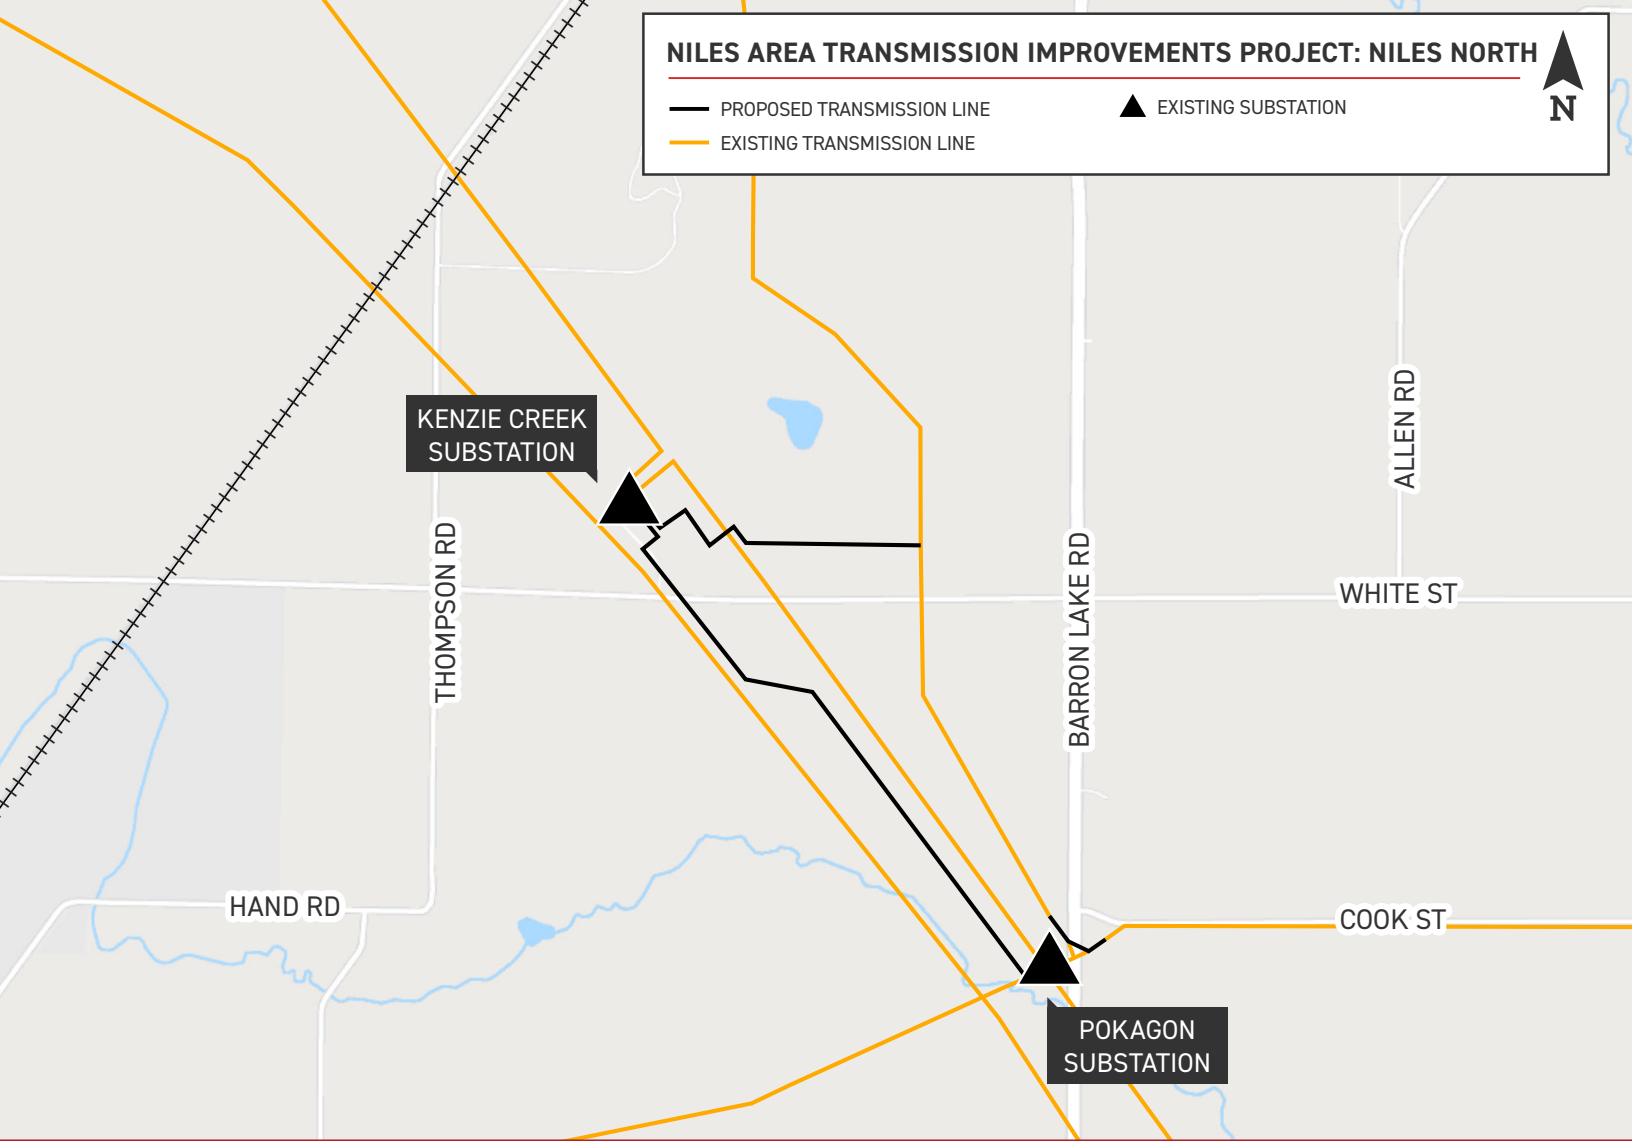 NILES AREA TRANSMISSION IMPROVEMENTS PROJECT: NILES NORTH
N
PROPOSED TRANSMISSION LINE
EXISTING SUBSTATION
EXISTING TRANSMISSION LINE
KENZIE CREEK
SUBSTATION
ALLEN RD
THOMPSON RD
BARRON LAKE RD
WHITE ST
HAND RD
COOK ST
POKAGON
SUBSTATION